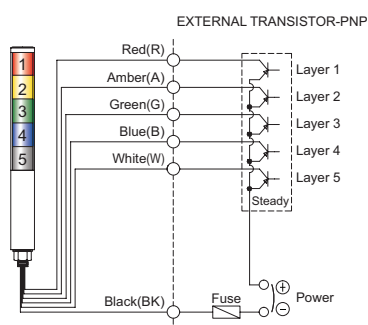 EXTERNAL TRANSISTOR-PNP
Red(R)
Amber(A)
Green(G)
Blue(B)
White(W)
1
2
3
4
5
Layer 1
Layer 2
Layer 3
Layer 4
Layer 5
Steady
Black(BK)
Fuse
+
-
Power